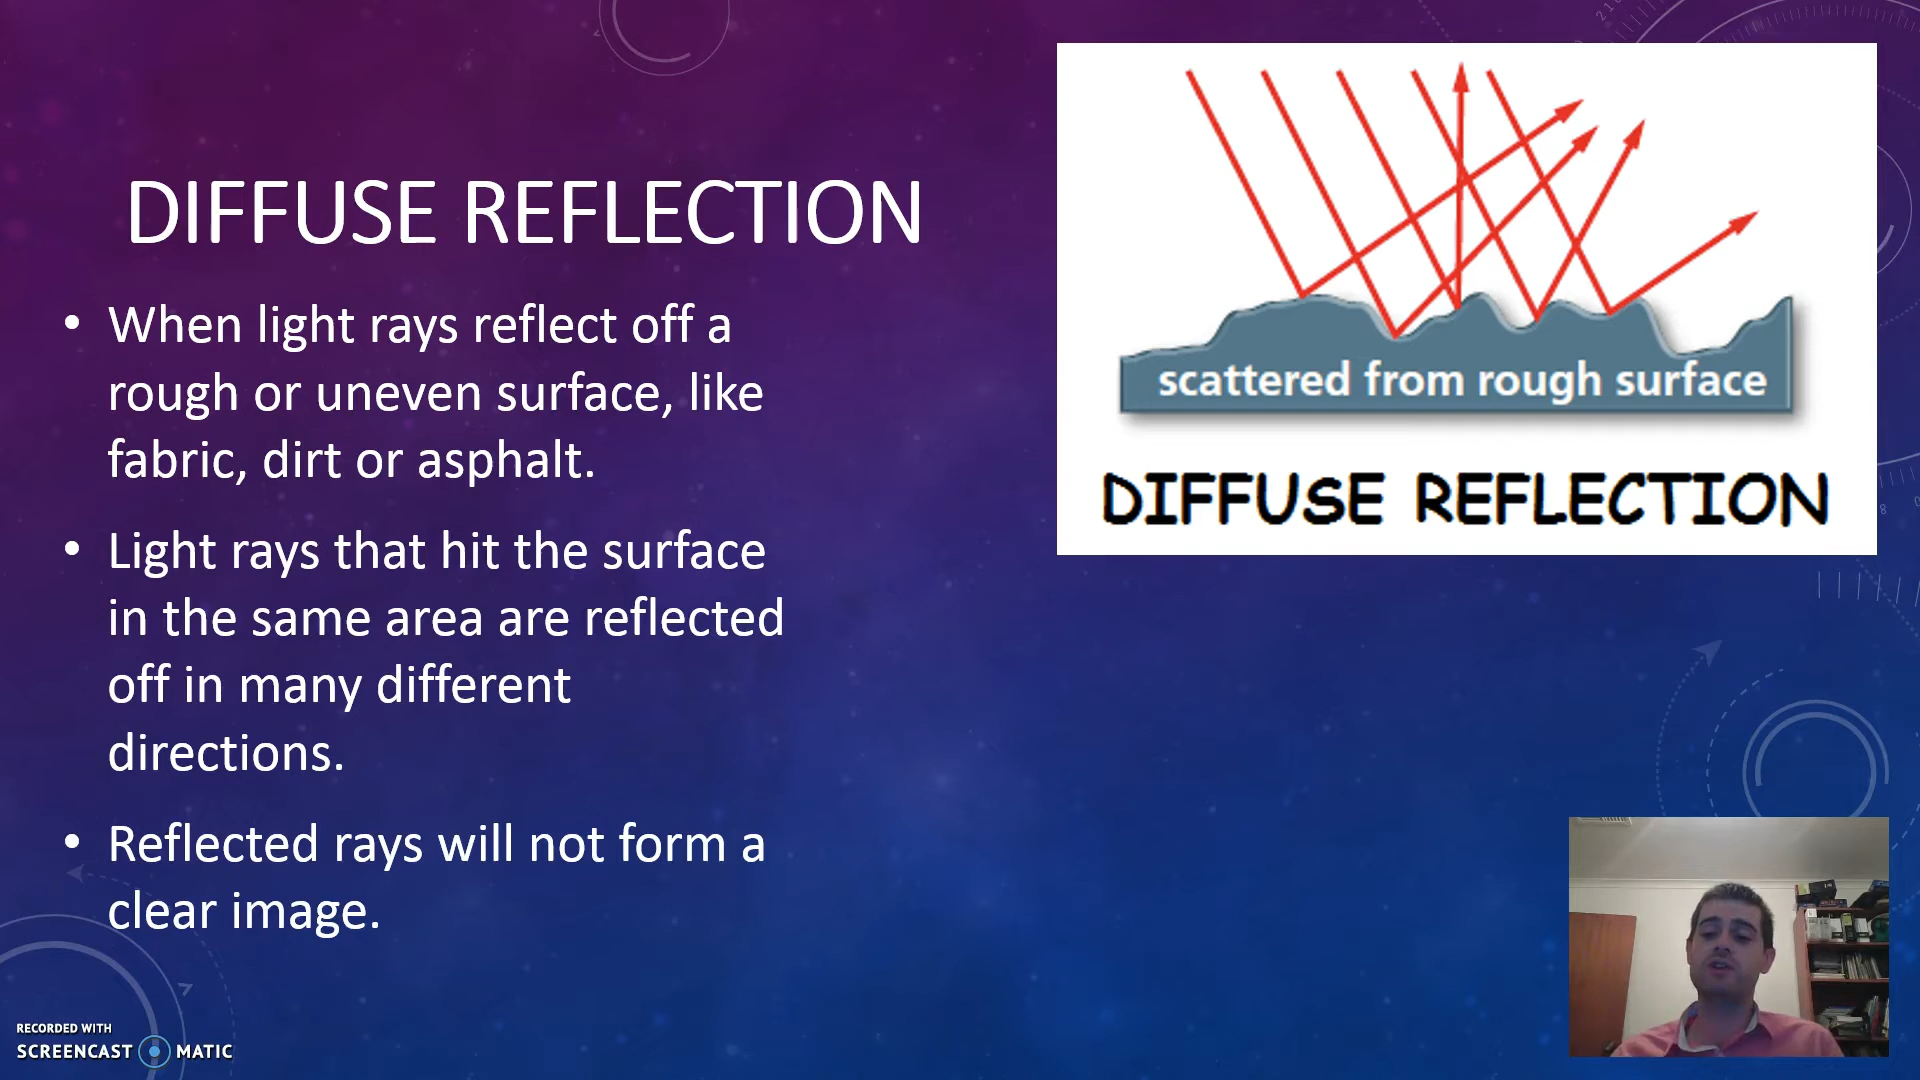 DIFFUSE REFLECTION
• When light rays reflect off a
rough or uneven surface, like
fabric, dirt or asphalt.
• Light rays that hit the surface
in the same area are reflected
off in many different
directions.
• Reflected rays will not form a
clear image.
scattered from rough surface
DIFFUSE REFLECTION
RECORDED WITH
SCREENCAST MATIC